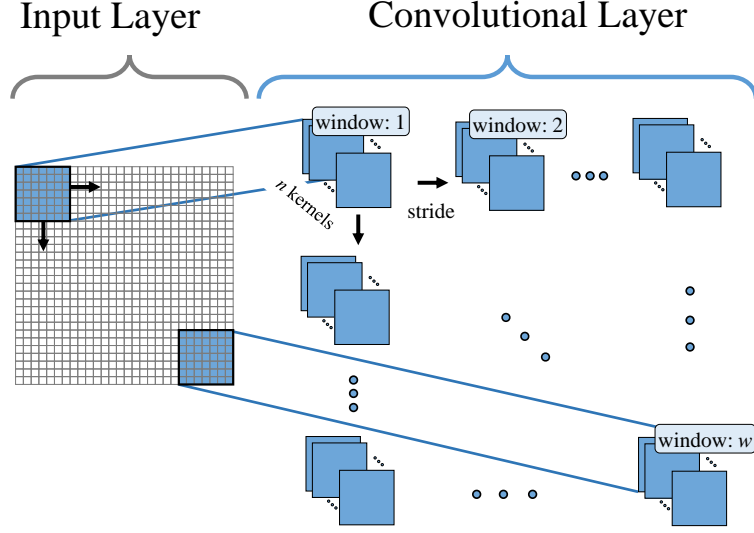 Input Layer
Convolutional Layer
window: 1
window: 2
n kernels
stride
window: w